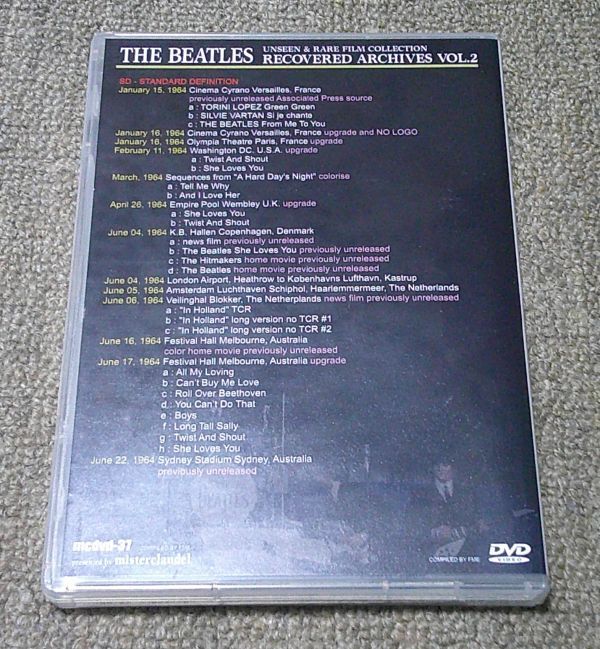 THE BEATLES UNSEEN & RARE FILM COLLECTION
RECOVERED ARCHIVES VOL.2
SD - STANDARD DEFINITION
January 15, 1964 Cinema Cyrano Versailles, France
previously unreleased Associated Press source
a : TORINI LOPEZ Green Green
b : SILVIE VARTAN Si je chante
c : THE BEATLES From Me To You
January 16, 1964 Cinema Cyrano Versailles, France upgrade and NO LOGO
January 16, 1964 Olympia Theatre Paris, France upgrade
February 11, 1964 Washington DC. U.S.A. upgrade
a : Twist And Shout
b : She Loves You
March, 1964 Sequences from "A Hard Day's Night" colorise
a : Tell Me Why
b : And I Love Her
April 26, 1964 Empire Pool Wembley U.K. upgrade
a : She Loves You
b : Twist And Shout
June 04, 1964 K.B. Hallen Copenhagen, Denmark
a : news film previously unreleased
b : The Beatles She Loves You previously unreleased
c : The Hitmakers home movie previously unreleased
d : The Beatles home movie previously unreleased
June 04, 1964 London Airport, Heathrow to Københavns Lufthavn, Kastrup
June 05, 1964 Amsterdam Luchthaven Schiphol, Haarlemmermeer, The Netherlands
June 06, 1964 Veilinghal Blokker, The Netherplands news film previously unreleased
a : "In Holland" TCR
b : "In Holland" long version no TCR #1
c : "In Holland" long version no TCR #2
June 16, 1964 Festival Hall Melbourne, Australia
color home movie previously unreleased
June 17, 1964 Festival Hall Melbourne, Australia upgrade
a : All My Loving
b : Can't Buy Me Love
c : Roll Over Beethoven
d : You Can't Do That
e : Boys
f : Long Tall Sally
g : Twist And Shout
h : She Loves You
June 22, 1964 Sydney Stadium Sydney, Australia
previously unreleased
mcdvd-37 COMPILED BY FME
presented by misterclaudel
COMPILED BY FME
DVD
VIDEO